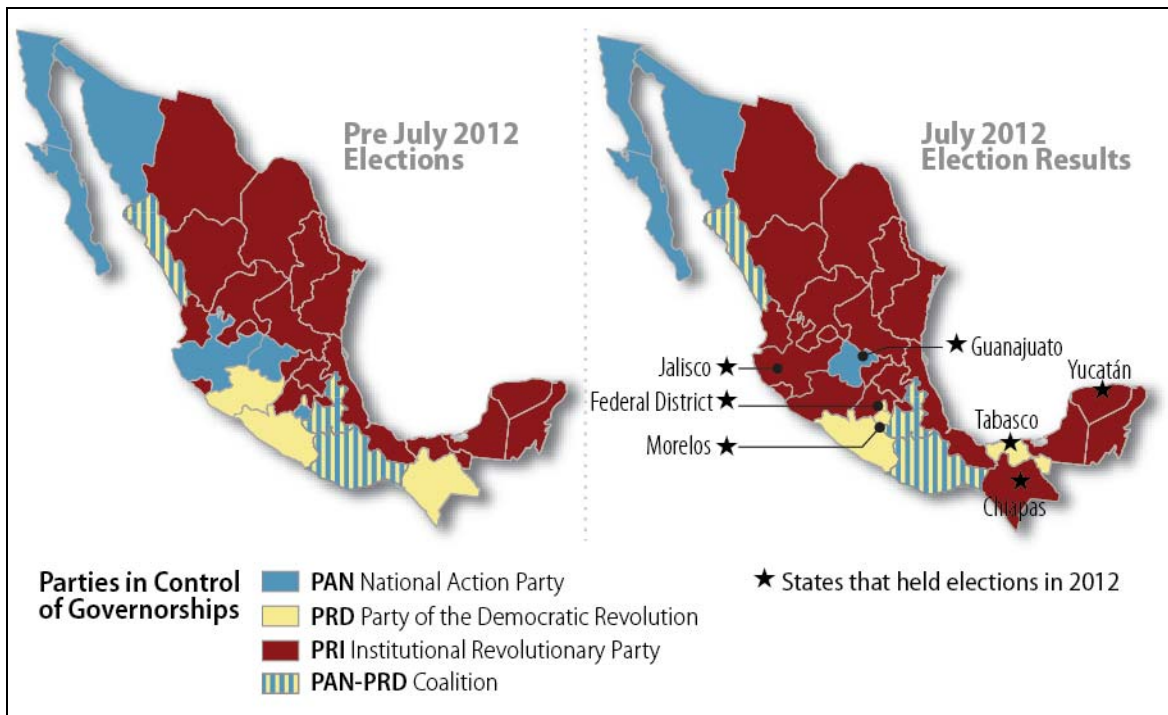 Pre July 2012
Elections
July 2012
Election Results
Jalisco ★
Federal District ★
Morelos ★
★ Guanajuato
Yucatán
★
Tabasco
★
★
Chiapas
Parties in Control
of Governorships
PAN National Action Party
PRD Party of the Democratic Revolution
PRI Institutional Revolutionary Party
PAN-PRD Coalition
★ States that held elections in 2012